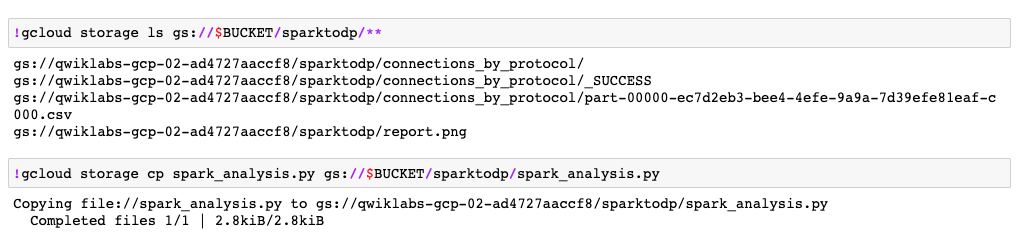 !gcloud storage ls gs://$BUCKET/sparktodp/**
gs://qwiklabs-gcp-02-ad4727aaccf8/sparktodp/connections_by_protocol/
gs://qwiklabs-gcp-02-ad4727aaccf8/sparktodp/connections_by_protocol/_SUCCESS
gs://qwiklabs-gcp-02-ad4727aaccf8/sparktodp/connections_by_protocol/part-00000-ec7d2eb3-bee4-4efe-9a9a-7d39efe81eaf-c
000.csv
gs://qwiklabs-gcp-02-ad4727aaccf8/sparktodp/report.png
!gcloud storage cp spark_analysis.py gs://$BUCKET/sparktodp/spark_analysis.py
Copying file://spark_analysis.py to gs://qwiklabs-gcp-02-ad4727aaccf8/sparktodp/spark_analysis.py
  Completed files 1/1 | 2.8kiB/2.8kiB